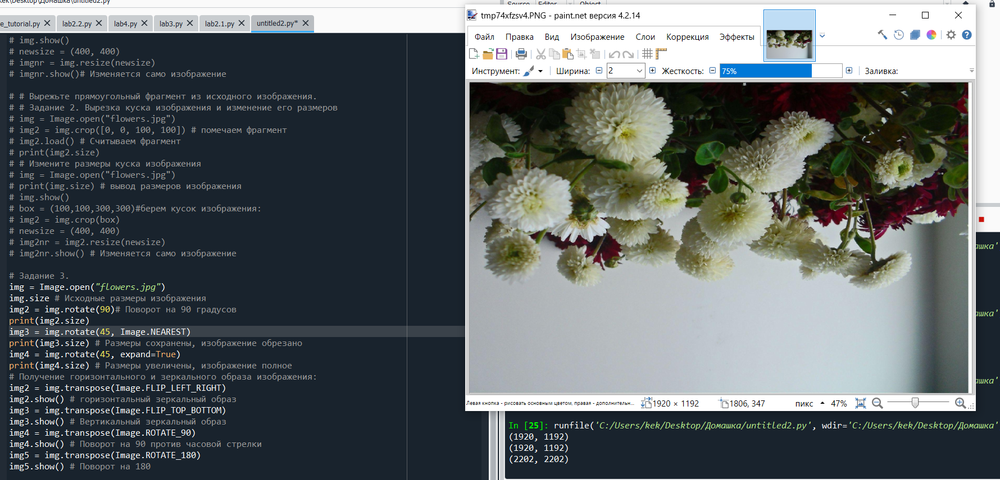 kek\Desktop\Домашка\untitled2.py
e_tutorial.py
lab2.2.py
lab4.py
lab3.py
lab2.1.py
untitled2.py*
# img.show()
# newsize = (400, 400)
# imgnr = img.resize(newsize)
# imgnr.show()# Изменяется само изображение
# # Вырежьте прямоугольный фрагмент из исходного изображения.
# # Задание 2. Вырезка куска изображения и изменение его размеров
# img = Image.open("flowers.jpg")
# img2 = img.crop([0, 0, 100, 100]) # помечаем фрагмент
# img2.load() # Считываем фрагмент
# print(img2.size)
# # Измените размеры куска изображения
# img = Image.open("flowers.jpg")
# print(img.size) # вывод размеров изображения
# img.show()
# box = (100,100,300,300)#берем кусок изображения:
# img2 = img.crop(box)
# newsize = (400, 400)
# img2nr = img2.resize(newsize)
# img2nr.show() # Изменяется само изображение
# Задание 3.
img = Image.open("flowers.jpg")
img.size # Исходные размеры изображения
img2 = img.rotate(90)# Поворот на 90 градусов
print(img2.size)
img3 = img.rotate(45, Image.NEAREST)
print(img3.size) # Размеры сохранены, изображение обрезано
img4 = img.rotate(45, expand=True)
print(img4.size) # Размеры увеличены, изображение полное
# Получение горизонтального и зеркального образа изображения:
img2 = img.transpose(Image.FLIP_LEFT_RIGHT)
img2.show() # горизонтальный зеркальный образ
img3 = img.transpose(Image.FLIP_TOP_BOTTOM)
img3.show() # Вертикальный зеркальный образ
img4 = img.transpose(Image.ROTATE_90)
img4.show() # Поворот на 90 против часовой стрелки
img5 = img.transpose(Image.ROTATE_180)
img5.show() # Поворот на 180
Source Editor Object
tmp74xfzsv4.PNG - paint.net версия 4.2.14
Файл Правка Вид Изображение Слои Коррекция Эффекты
Инструмент: Ширина: 2 Жесткость: 75% Заливка:
Левая кнопка - рисовать основным цветом, правая - дополнительн... 1920 × 1192 1806, 347 пикс 47%
ашка'
ашка'
ашка'
In [25]: runfile('C:/Users/kek/Desktop/Домашка/untitled2.py', wdir='C:/Users/kek/Desktop/Домашка'
(1920, 1192)
(1920, 1192)
(2202, 2202)